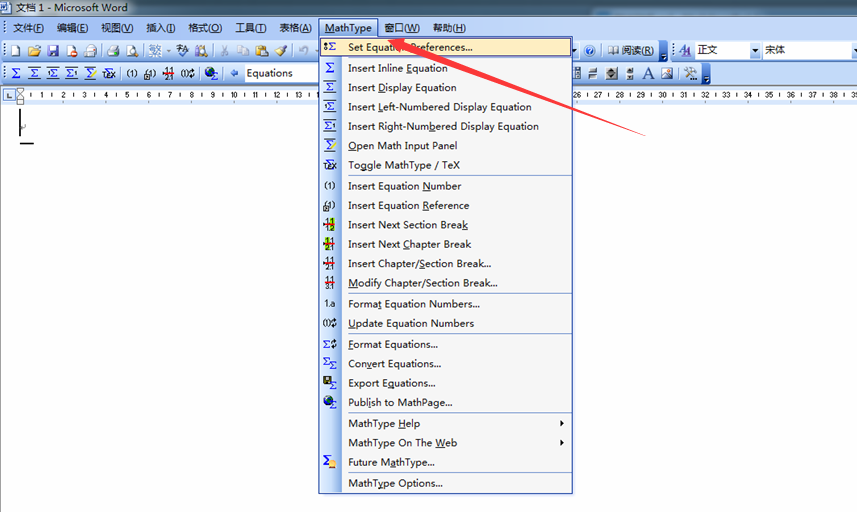 文档 1 - Microsoft Word
文件(F) 编辑(E) 视图(V) 插入(I) 格式(O) 工具(T) 表格(A) MathType 窗口(W) 帮助(H)
Set Equation Preferences...
阅读(R)
正文
宋体
Equations
Insert Inline Equation
Insert Display Equation
Insert Left-Numbered Display Equation
Insert Right-Numbered Display Equation
Open Math Input Panel
Toggle MathType / TeX
Insert Equation Number
Insert Equation Reference
Insert Next Section Break
Insert Next Chapter Break
Insert Chapter/Section Break...
Modify Chapter/Section Break...
Format Equation Numbers...
Update Equation Numbers
Format Equations...
Convert Equations...
Export Equations...
Publish to MathPage...
MathType Help
MathType On The Web
Future MathType...
MathType Options...